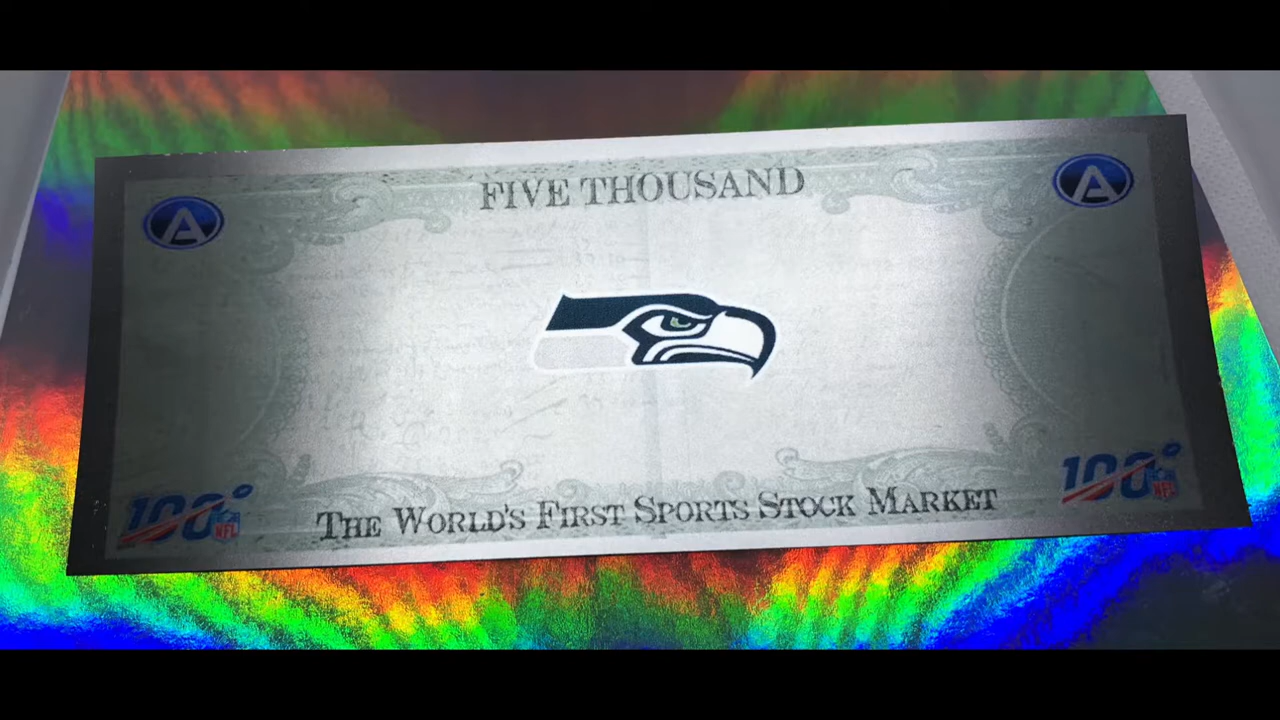 FIVE THOUSAND
A
A
100
NFL
THE WORLD'S FIRST SPORTS STOCK MARKET
100
NFL